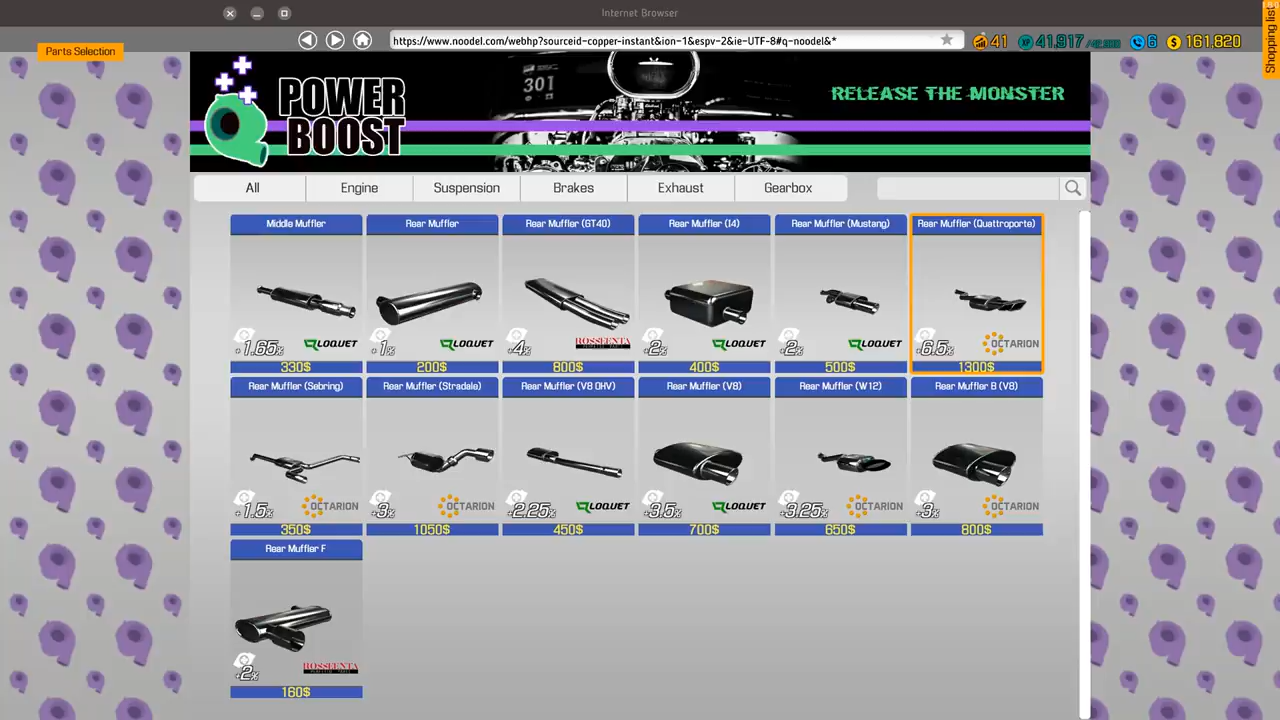 Internet Browser
Shopping list
Parts Selection
https://www.noodel.com/webhp?sourceid-copper-instant&ion-1&espv-2&ie-UTF-8#q-noodel&*
41
41,917
6
161,820
POWER BOOST
301
RELEASE THE MONSTER
All Engine Suspension Brakes Exhaust Gearbox
Middle Muffler Rear Muffler Rear Muffler (GT40) Rear Muffler (I4) Rear Muffler (Mustang) Rear Muffler (Quattroporte)
+1.65% LOQUET +1% LOQUET +4% ROSSFENTA +2% LOQUET +2% LOQUET +6.5% OCTARION
330$ 200$ 800$ 400$ 500$ 1300$
Rear Muffler (Sebring) Rear Muffler (Stradale) Rear Muffler (V8 OHV) Rear Muffler (V8) Rear Muffler (W12) Rear Muffler B (V8)
+1.5% OCTARION +3% OCTARION +2.25% LOQUET +3.5% LOQUET +3.25% OCTARION +3% OCTARION
350$ 1050$ 450$ 700$ 650$ 800$
Rear Muffler F
+2% ROSSFENTA
160$